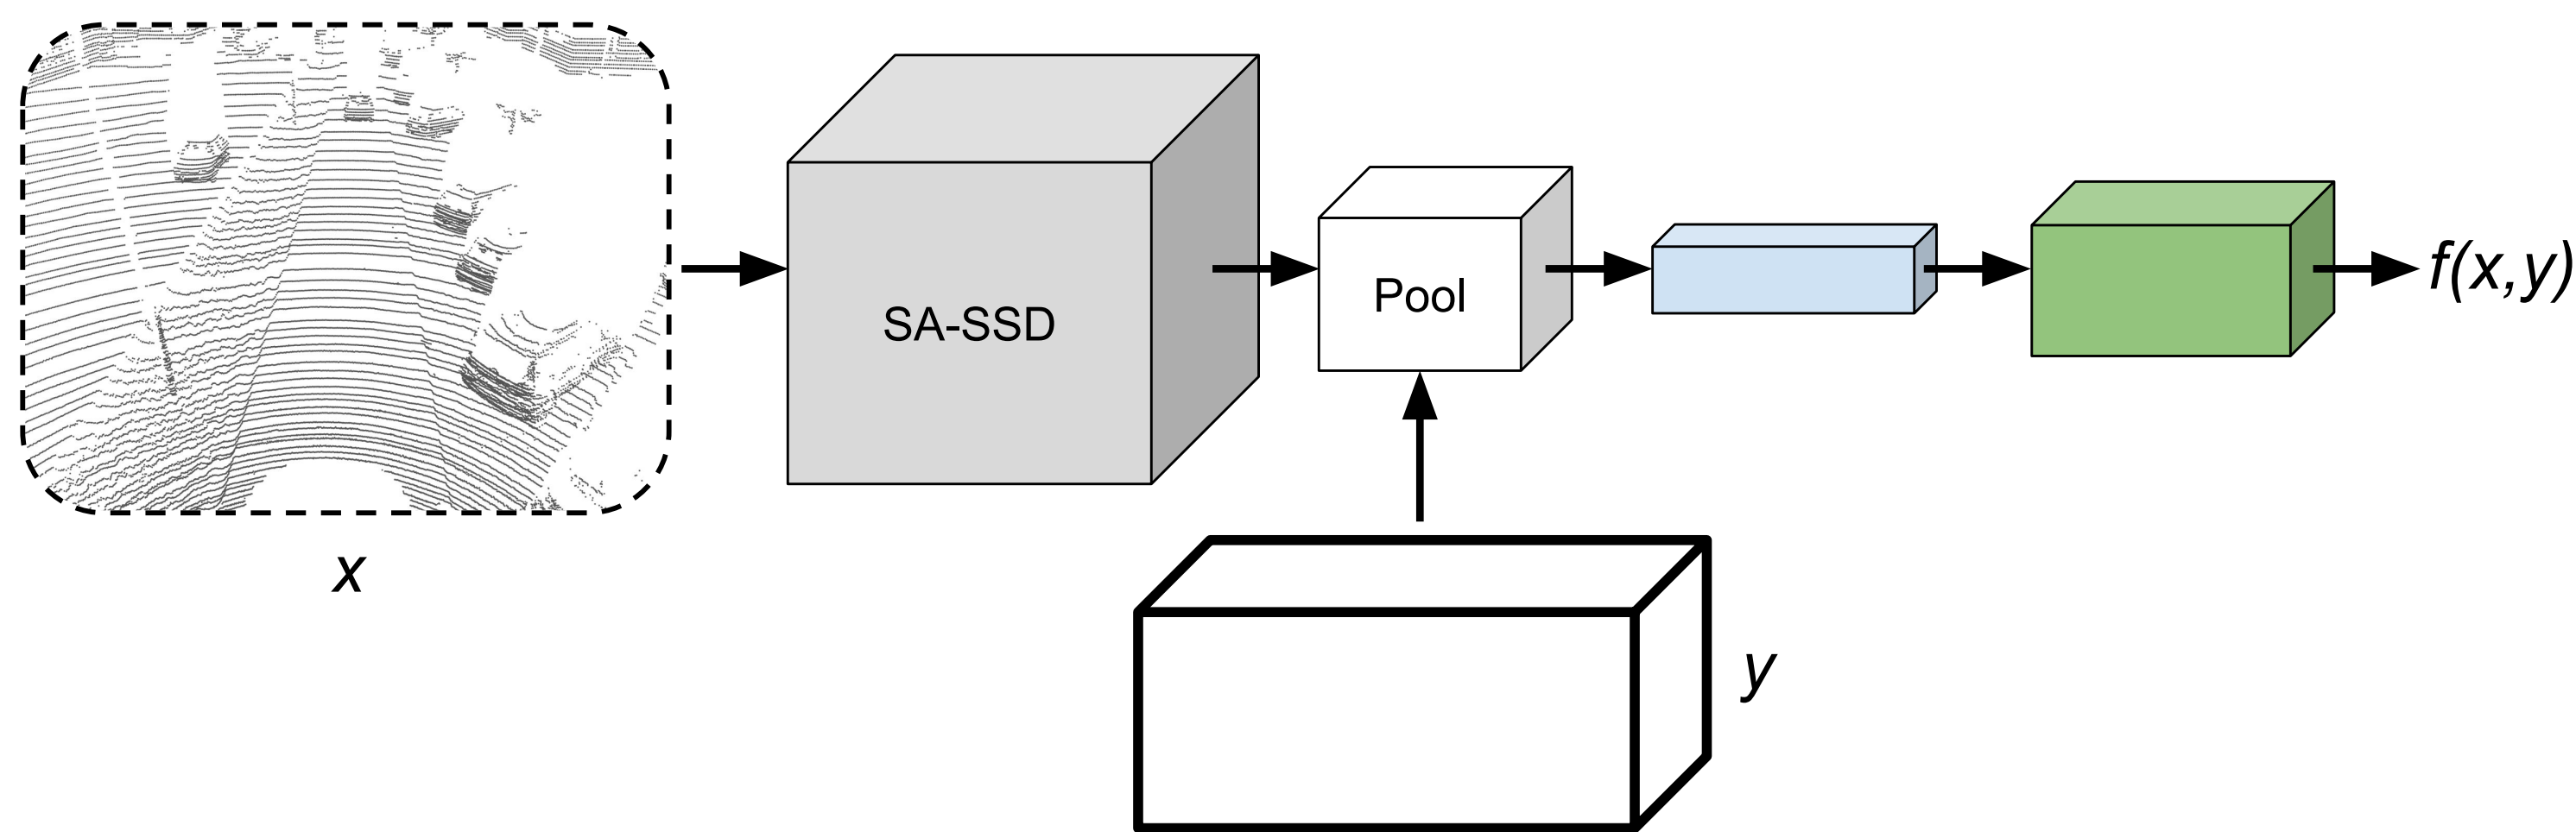 x
SA-SSD
Pool
f(x,y)
y